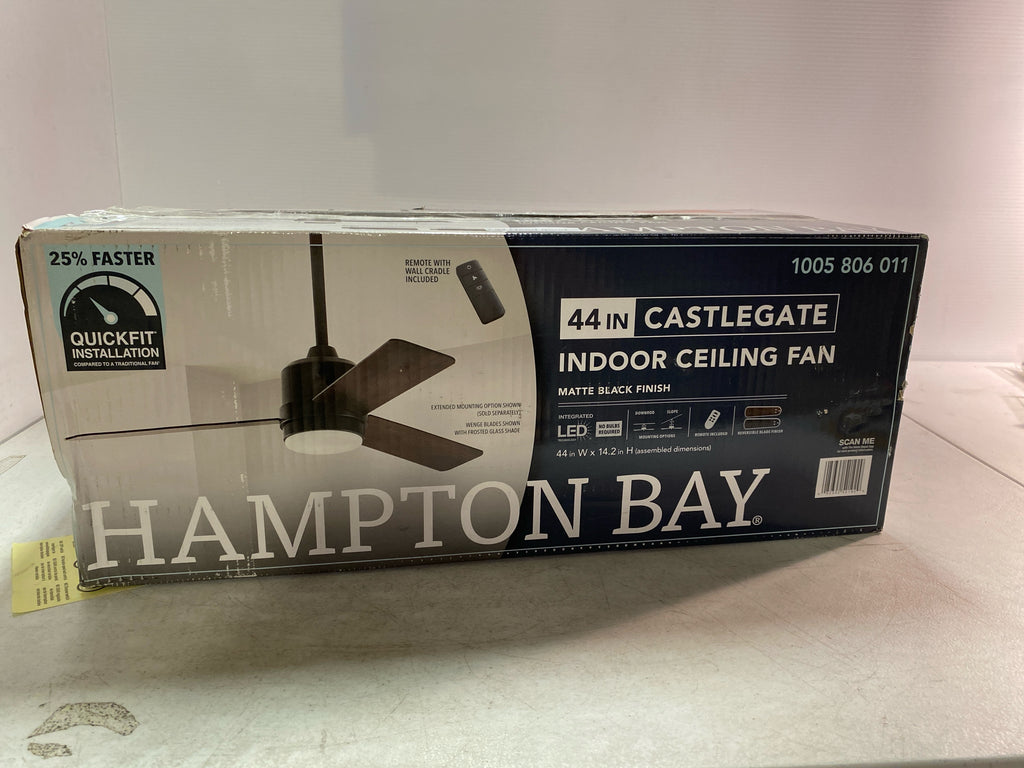 25% FASTER
QUICKFIT
INSTALLATION
COMPARED TO A TRADITIONAL FAN
REMOTE WITH
WALL CRADLE
INCLUDED
EXTENDED MOUNTING OPTION SHOWN
(SOLD SEPARATELY)
WENGE BLADES SHOWN
WITH FROSTED GLASS SHADE
HAMPTON BAY®
1005 806 011
44 IN CASTLEGATE
INDOOR CEILING FAN
MATTE BLACK FINISH
INTEGRATED
LED
NO BULBS
REQUIRED
DOWNROD SLOPE
MOUNTING OPTIONS
REMOTE INCLUDED
REVERSIBLE BLADE FINISH
44 in W x 14.2 in H (assembled dimensions)
SCAN ME